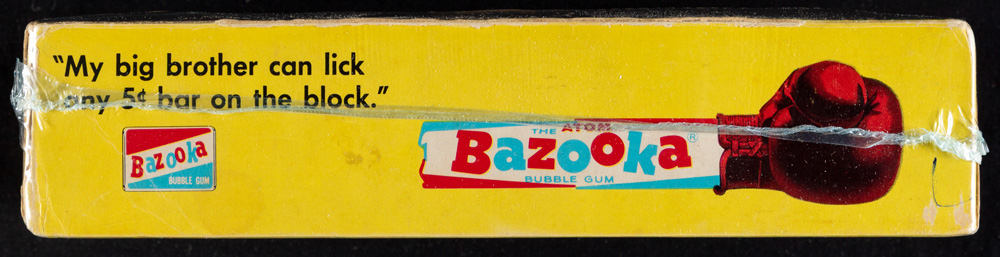 “My big brother can lick
any 5¢ bar on the block.”
Bazooka
BUBBLE GUM
THE ATOM
Bazooka®
BUBBLE GUM